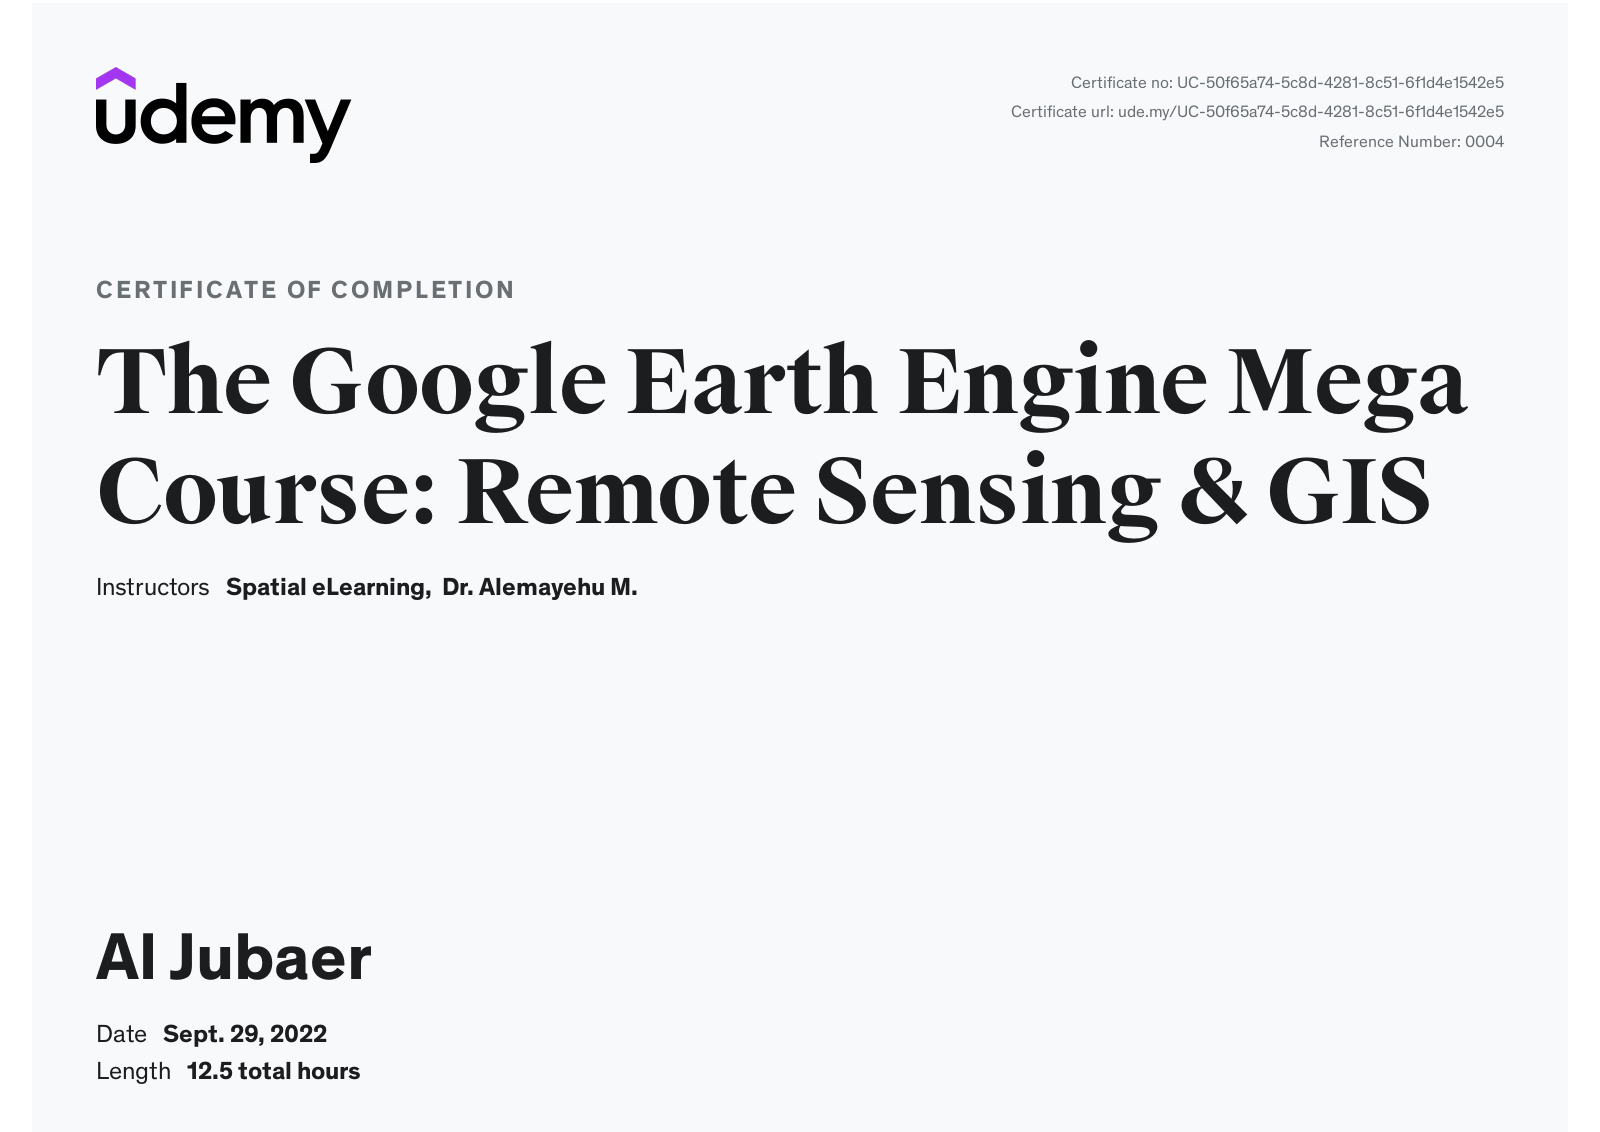 udemy
Certificate no: UC-50f65a74-5c8d-4281-8c51-6f1d4e1542e5
Certificate url: ude.my/UC-50f65a74-5c8d-4281-8c51-6f1d4e1542e5
Reference Number: 0004
CERTIFICATE OF COMPLETION
The Google Earth Engine Mega
Course: Remote Sensing & GIS
Instructors Spatial eLearning, Dr. Alemayehu M.
Al Jubaer
Date Sept. 29, 2022
Length 12.5 total hours